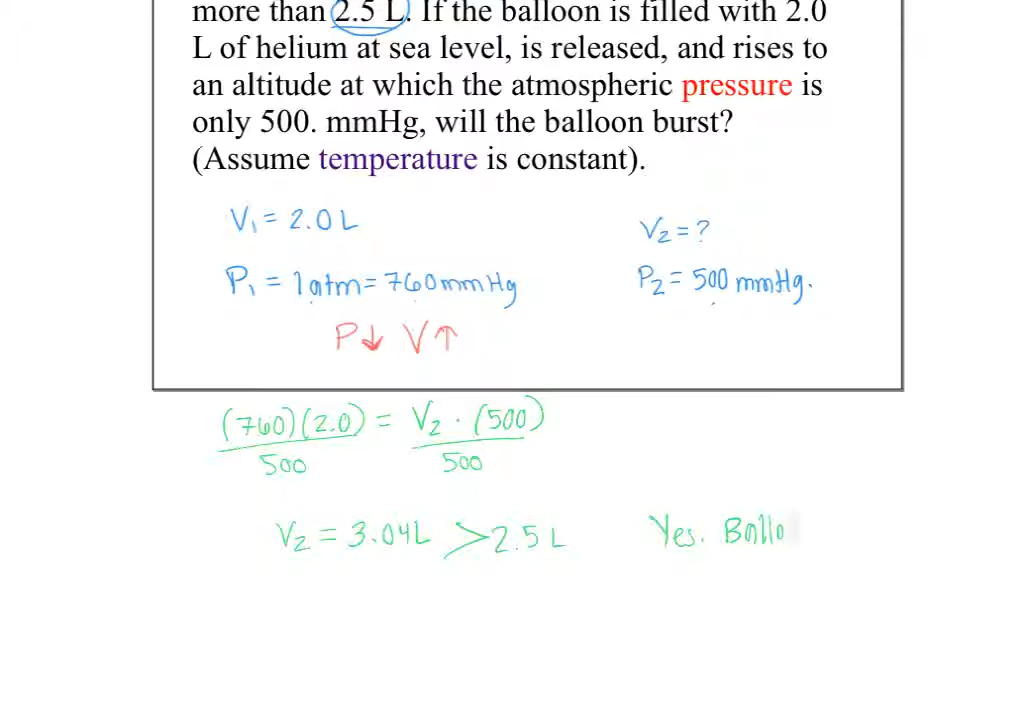 more than 2.5 L. If the balloon is filled with 2.0
L of helium at sea level, is released, and rises to
an altitude at which the atmospheric pressure is
only 500. mmHg, will the balloon burst?
(Assume temperature is constant).
V₁ = 2.0 L
V₂ = ?
P₁ = 1 atm = 760 mmHg
P₂ = 500 mmHg.
P↓ V↑
(760)(2.0) = V₂ · (500)
500 500
V₂ = 3.04L > 2.5 L Yes. Ballo